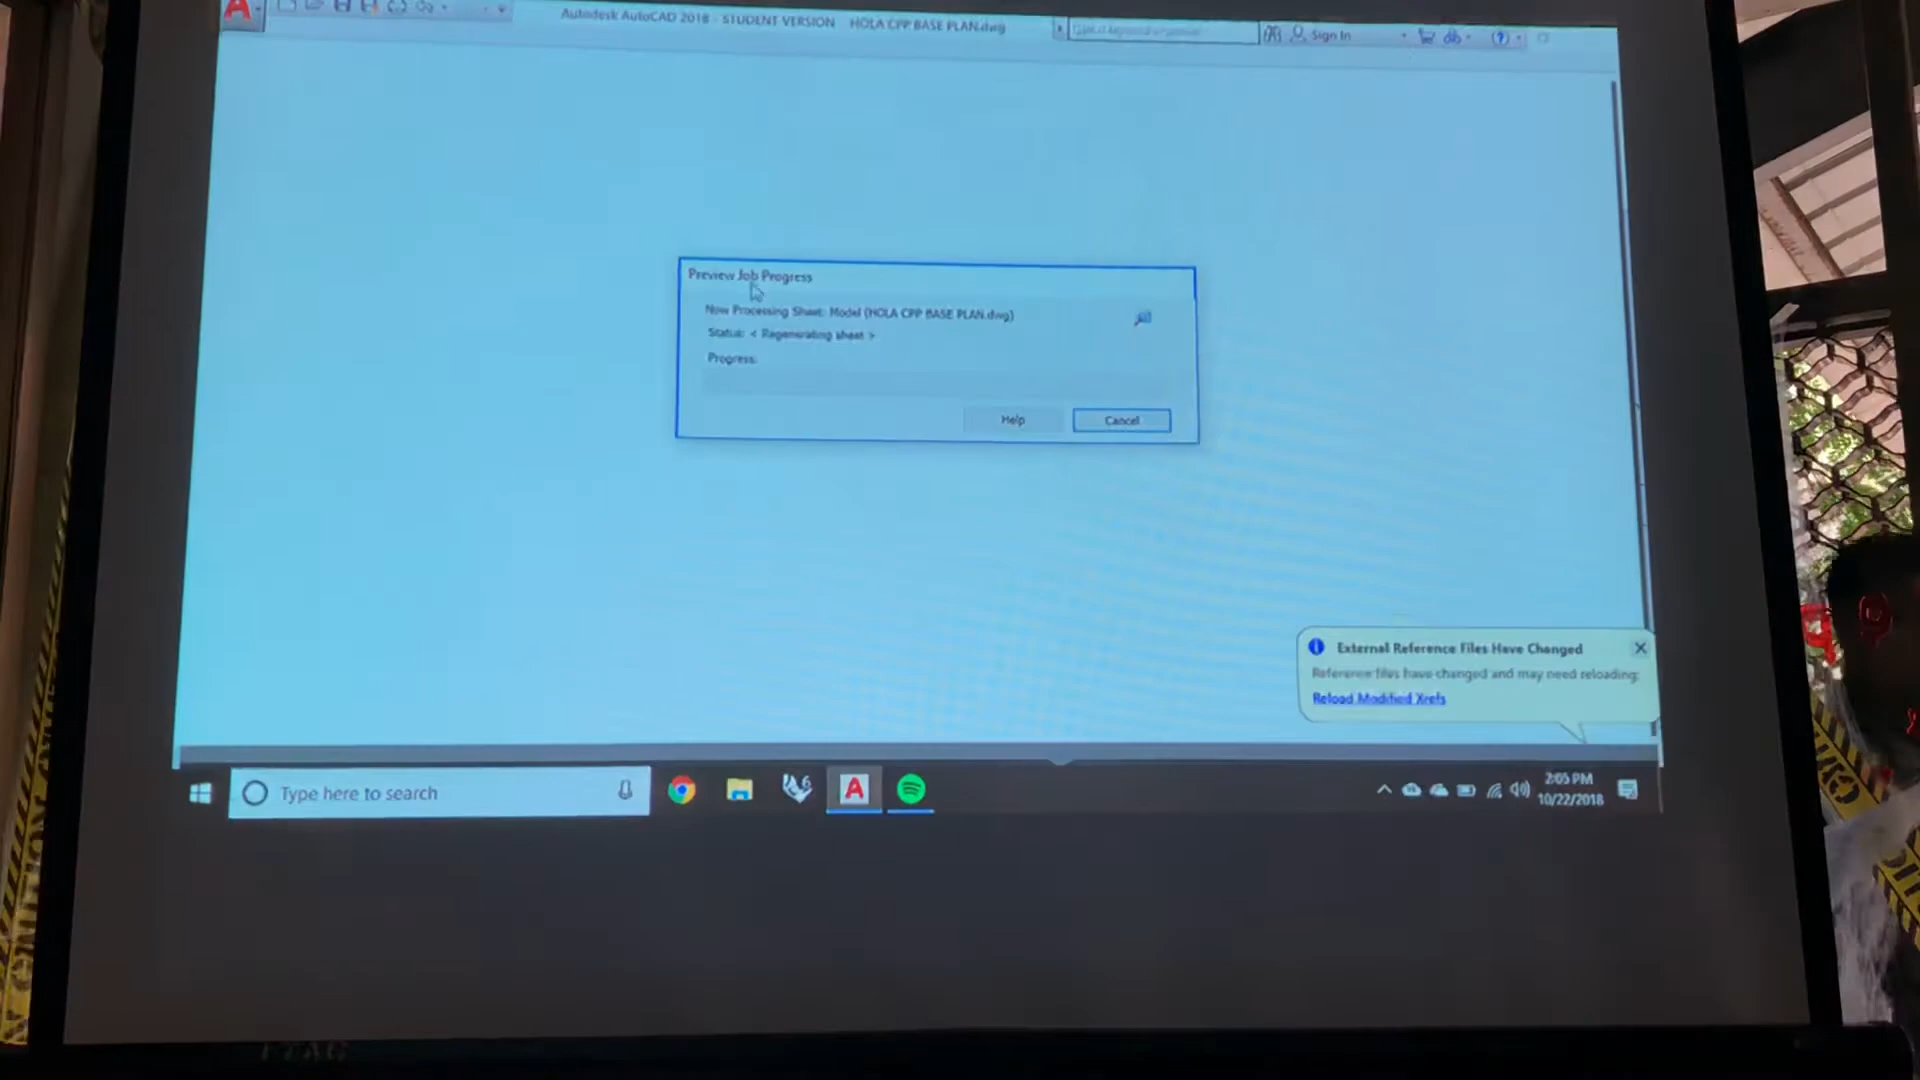 Autodesk AutoCAD 2018 - STUDENT VERSION HOLA CPP BASE PLAN.dwg
Sign In
Preview Job Progress
Now Processing Sheet: Model (HOLA CPP BASE PLAN.dwg)
Status: < Regenerating sheet >
Progress:
Help
Cancel
External Reference Files Have Changed
Reference files have changed and may need reloading:
Reload Modified Xrefs
Type here to search
2:05 PM
10/22/2018